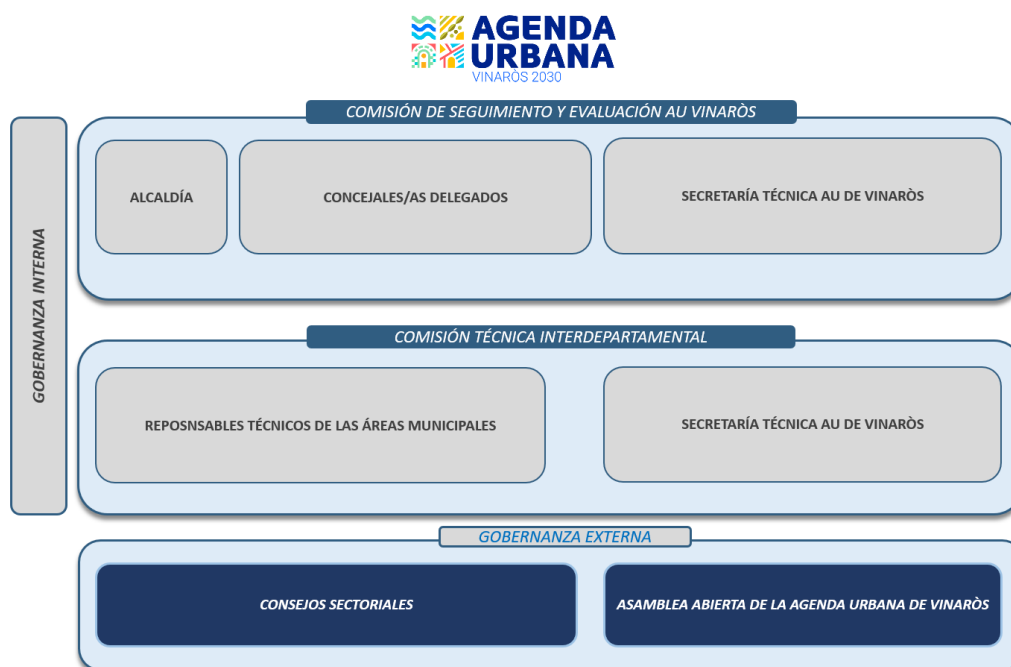 AGENDA
URBANA
VINARÒS 2030
COMISIÓN DE SEGUIMIENTO Y EVALUACIÓN AU VINARÒS
GOBERNANZA INTERNA
ALCALDÍA
CONCEJALES/AS DELEGADOS
SECRETARÍA TÉCNICA AU DE VINARÒS
COMISIÓN TÉCNICA INTERDEPARTAMENTAL
REPOSNSABLES TÉCNICOS DE LAS ÁREAS MUNICIPALES
SECRETARÍA TÉCNICA AU DE VINARÒS
GOBERNANZA EXTERNA
CONSEJOS SECTORIALES
ASAMBLEA ABIERTA DE LA AGENDA URBANA DE VINARÒS